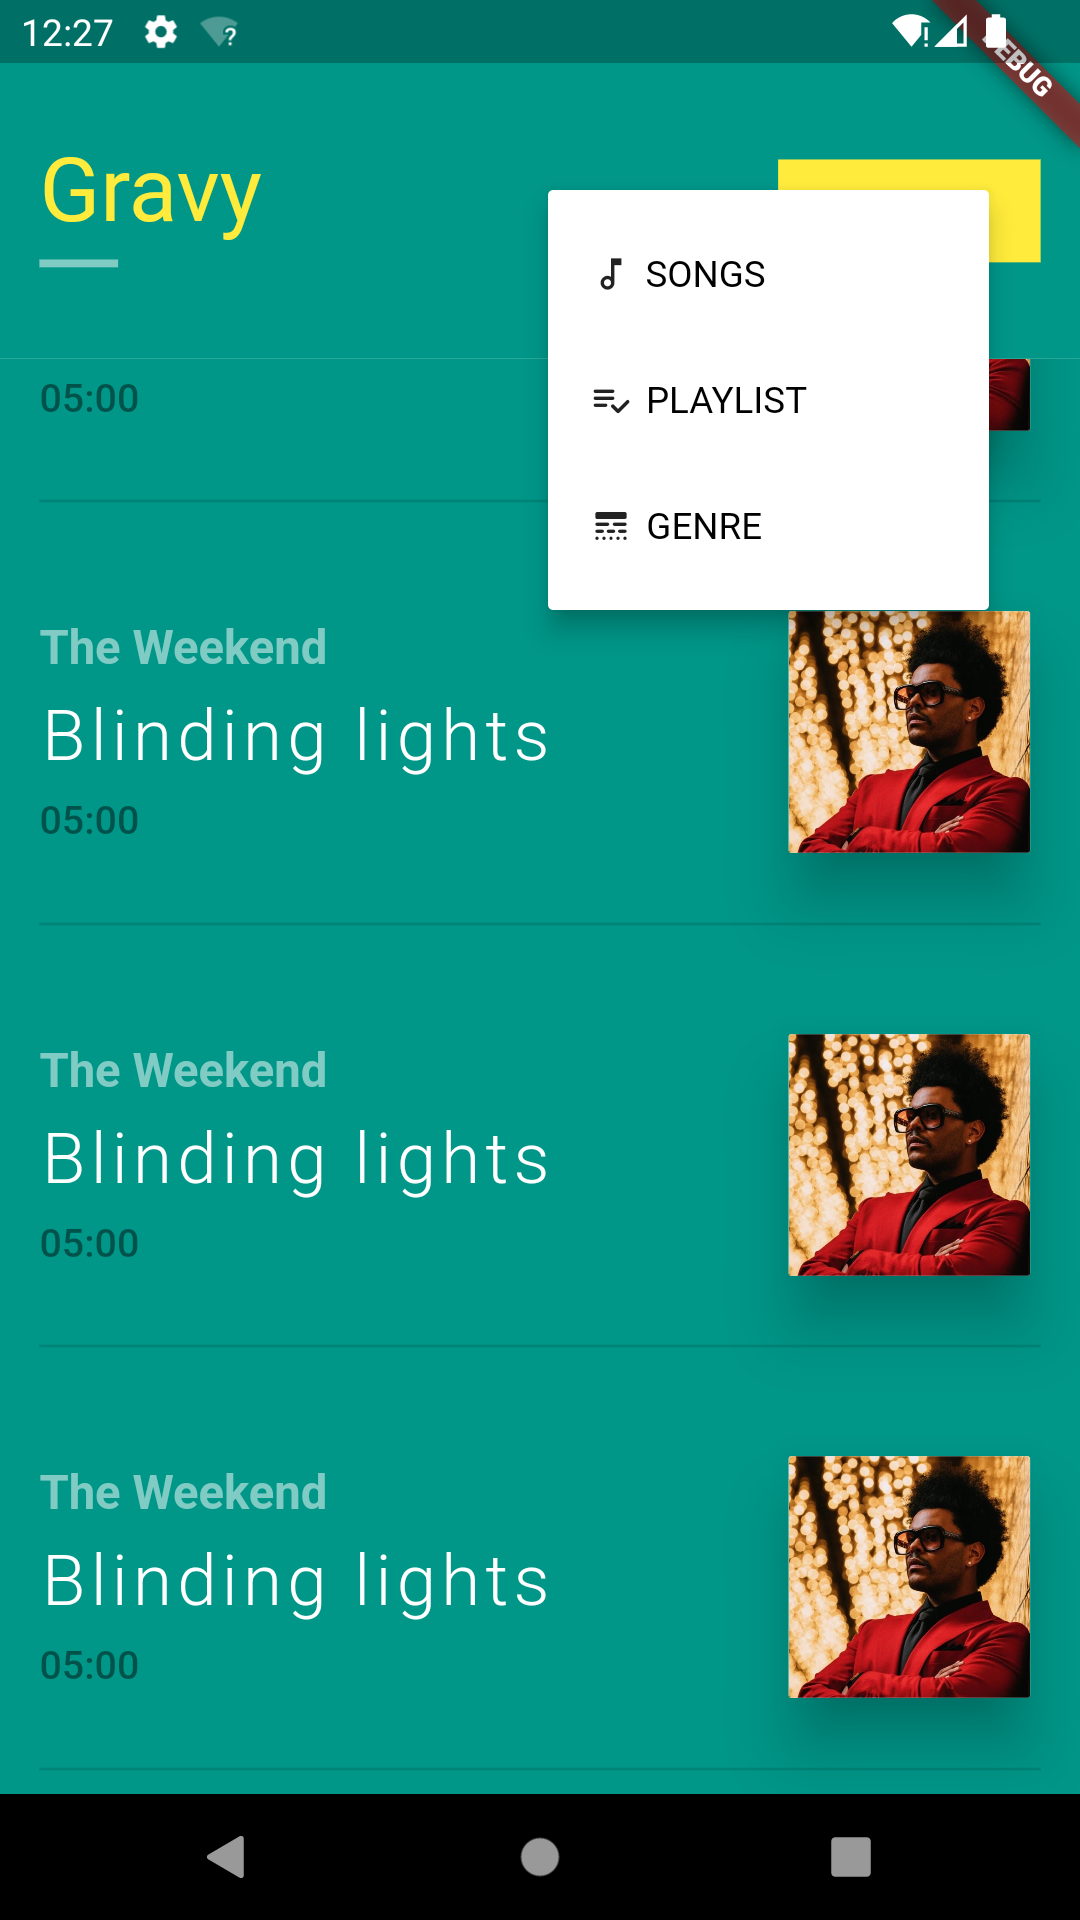 12:27
DEBUG
Gravy
SONGS
PLAYLIST
GENRE
05:00
The Weekend
Blinding lights
05:00
The Weekend
Blinding lights
05:00
The Weekend
Blinding lights
05:00